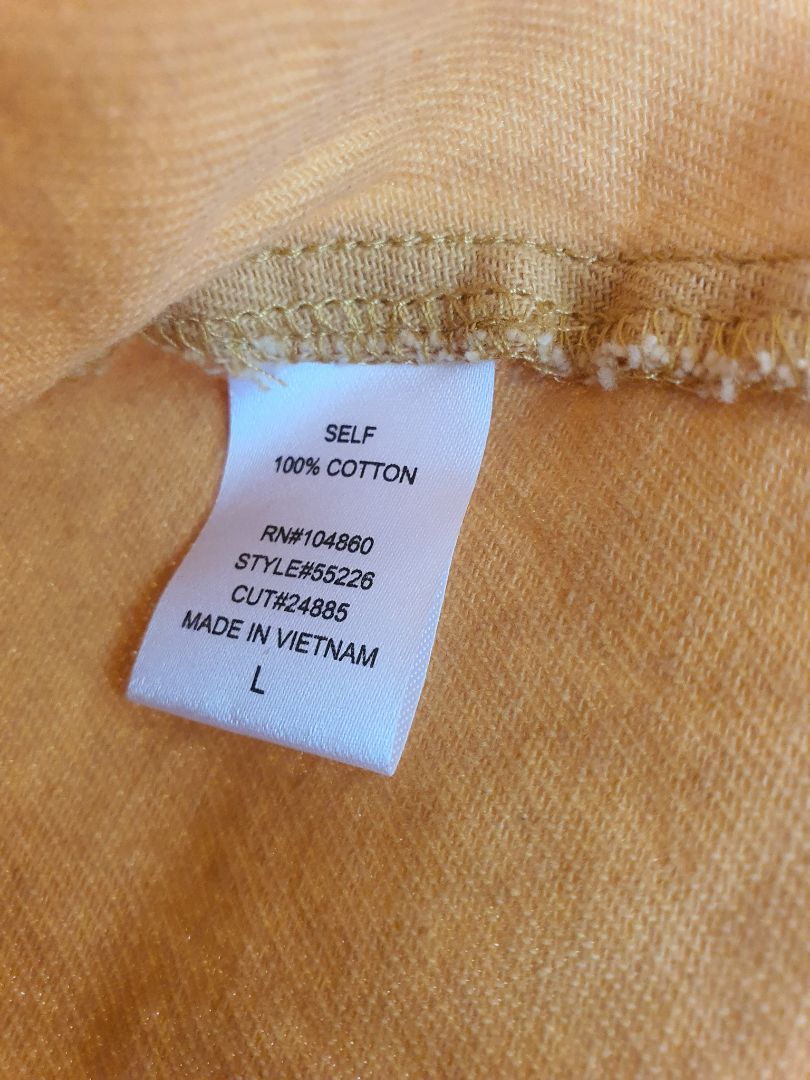 SELF
100% COTTON
RN#104860
STYLE#55226
CUT#24885
MADE IN VIETNAM
L